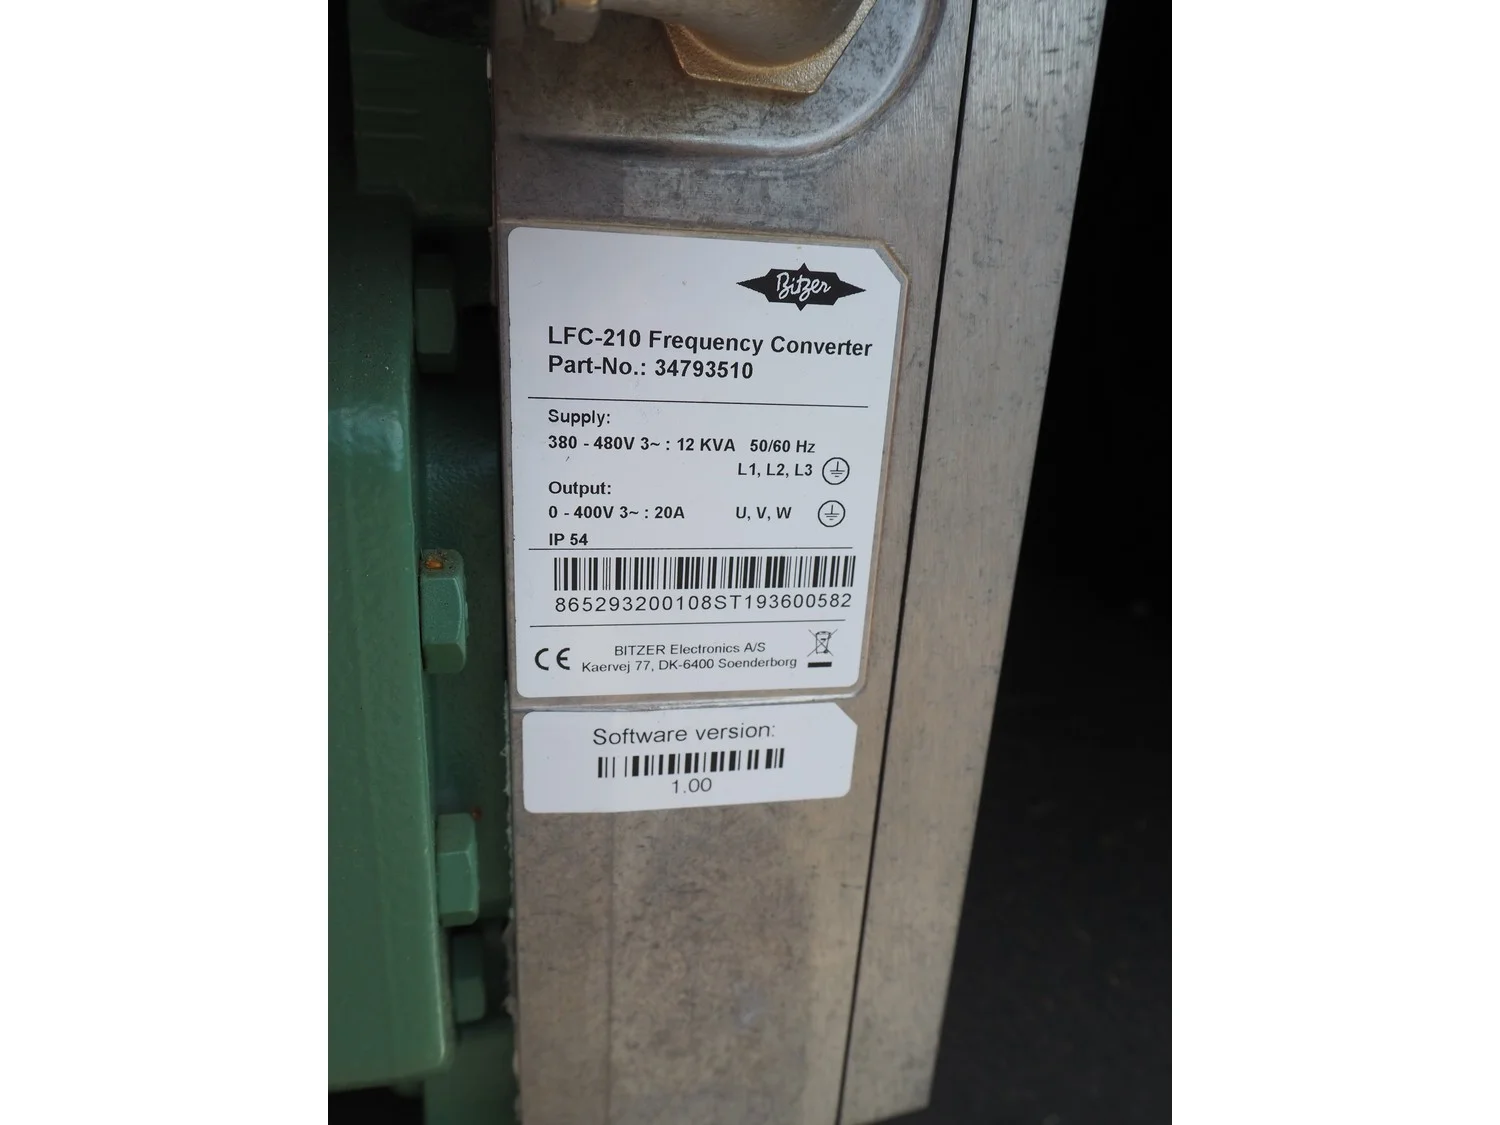 Bitzer
LFC-210 Frequency Converter
Part-No.: 34793510
Supply:
380 - 480V 3~ : 12 KVA 50/60 Hz
L1, L2, L3
Output:
0 - 400V 3~ : 20A U, V, W
IP 54
865293200108ST193600582
CE BITZER Electronics A/S
Kaervej 77, DK-6400 Soenderborg
Software version:
1.00